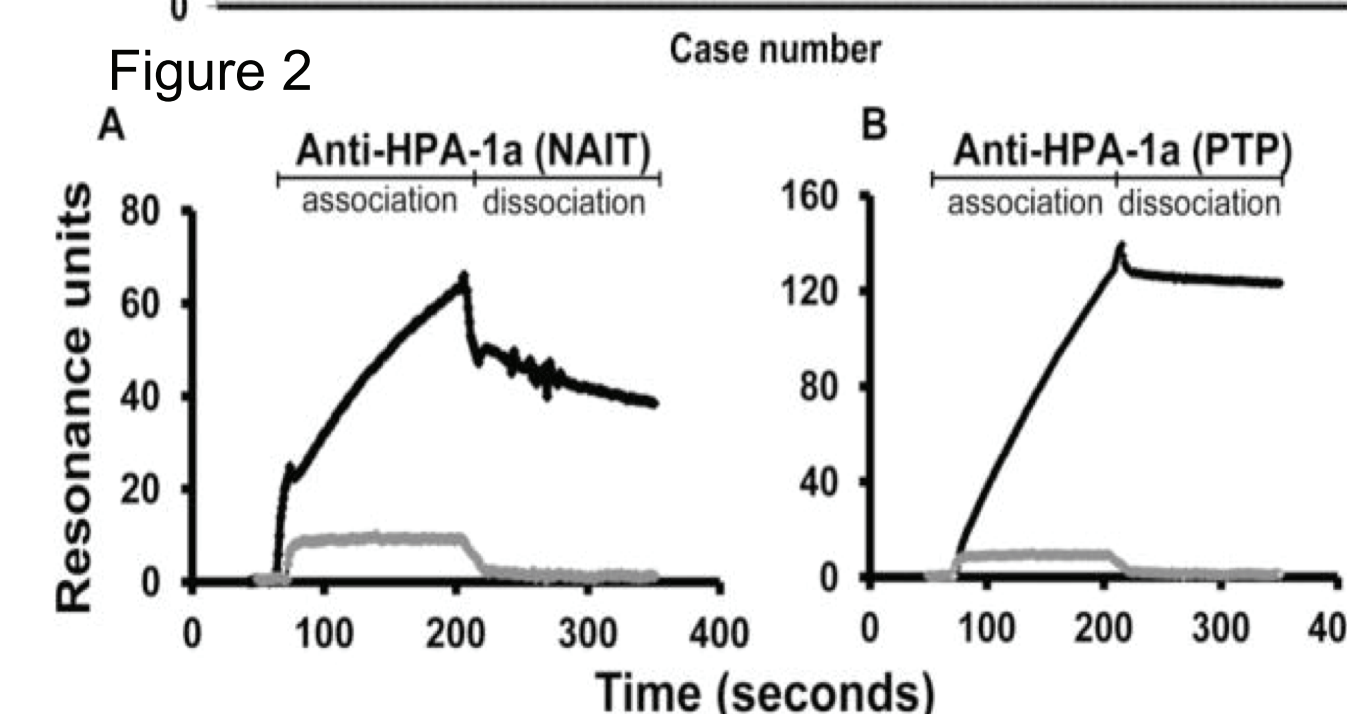 0
Case number
Figure 2
A
Anti-HPA-1a (NAIT)
association dissociation
Resonance units
80
60
40
20
0
0 100 200 300 400
B
Anti-HPA-1a (PTP)
association dissociation
160
120
80
40
0
0 100 200 300 40
Time (seconds)